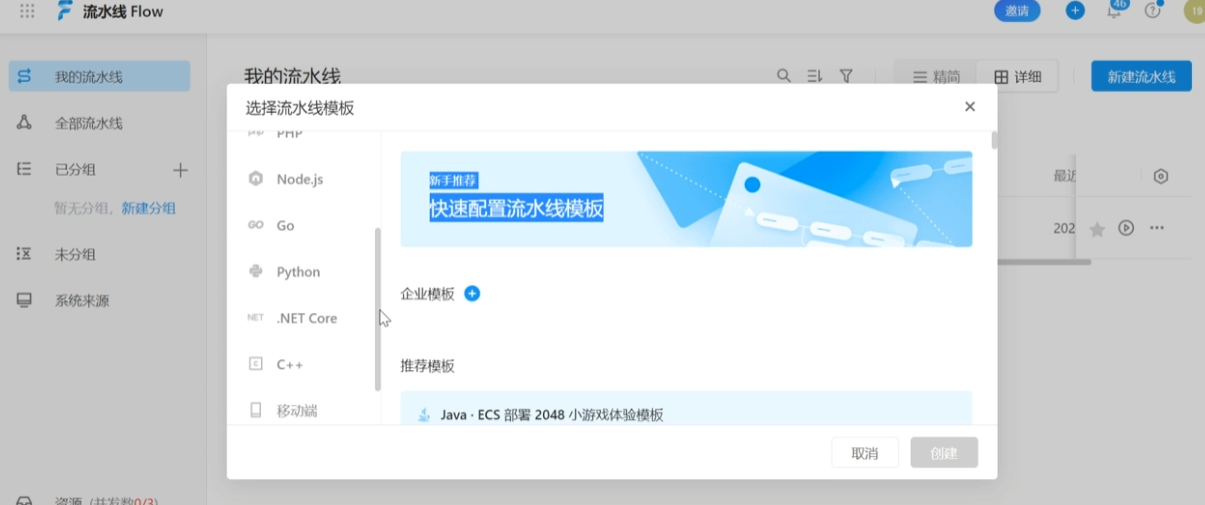 流水线 Flow
邀请
46
19
我的流水线
全部流水线
已分组
暂无分组，新建分组
未分组
系统来源
资源 (并发数0/3)
我的流水线
精简
详细
新建流水线
最近
202
选择流水线模板
php PHP
Node.js
GO Go
Python
NET .NET Core
C C++
移动端
新手推荐
快速配置流水线模板
企业模板
推荐模板
Java · ECS 部署 2048 小游戏体验模板
取消
创建